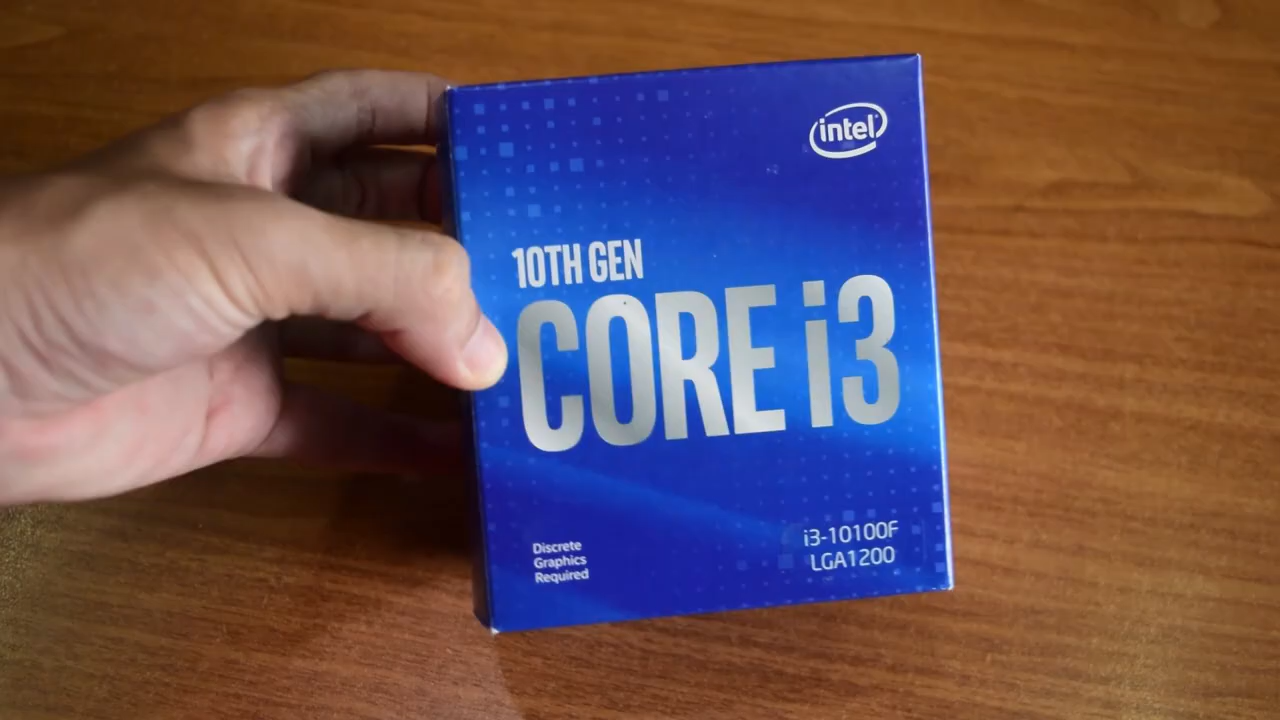 intel
10TH GEN
CORE i3
Discrete
Graphics
Required
i3-10100F
LGA1200